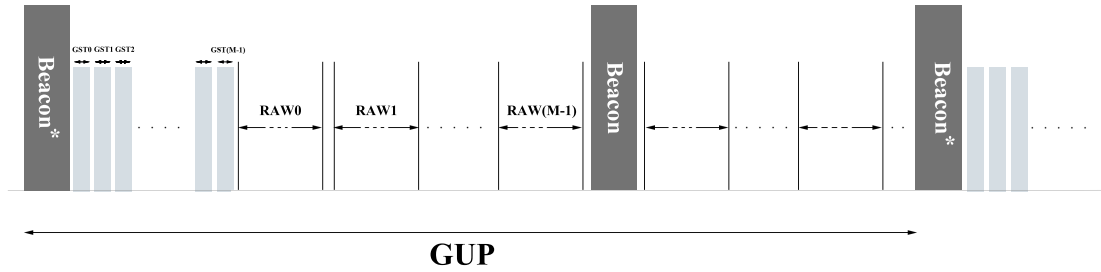 Beacon*
GST0 GST1 GST2
GST(M-1)
RAW0
RAW1
RAW(M-1)
Beacon
Beacon*
GUP